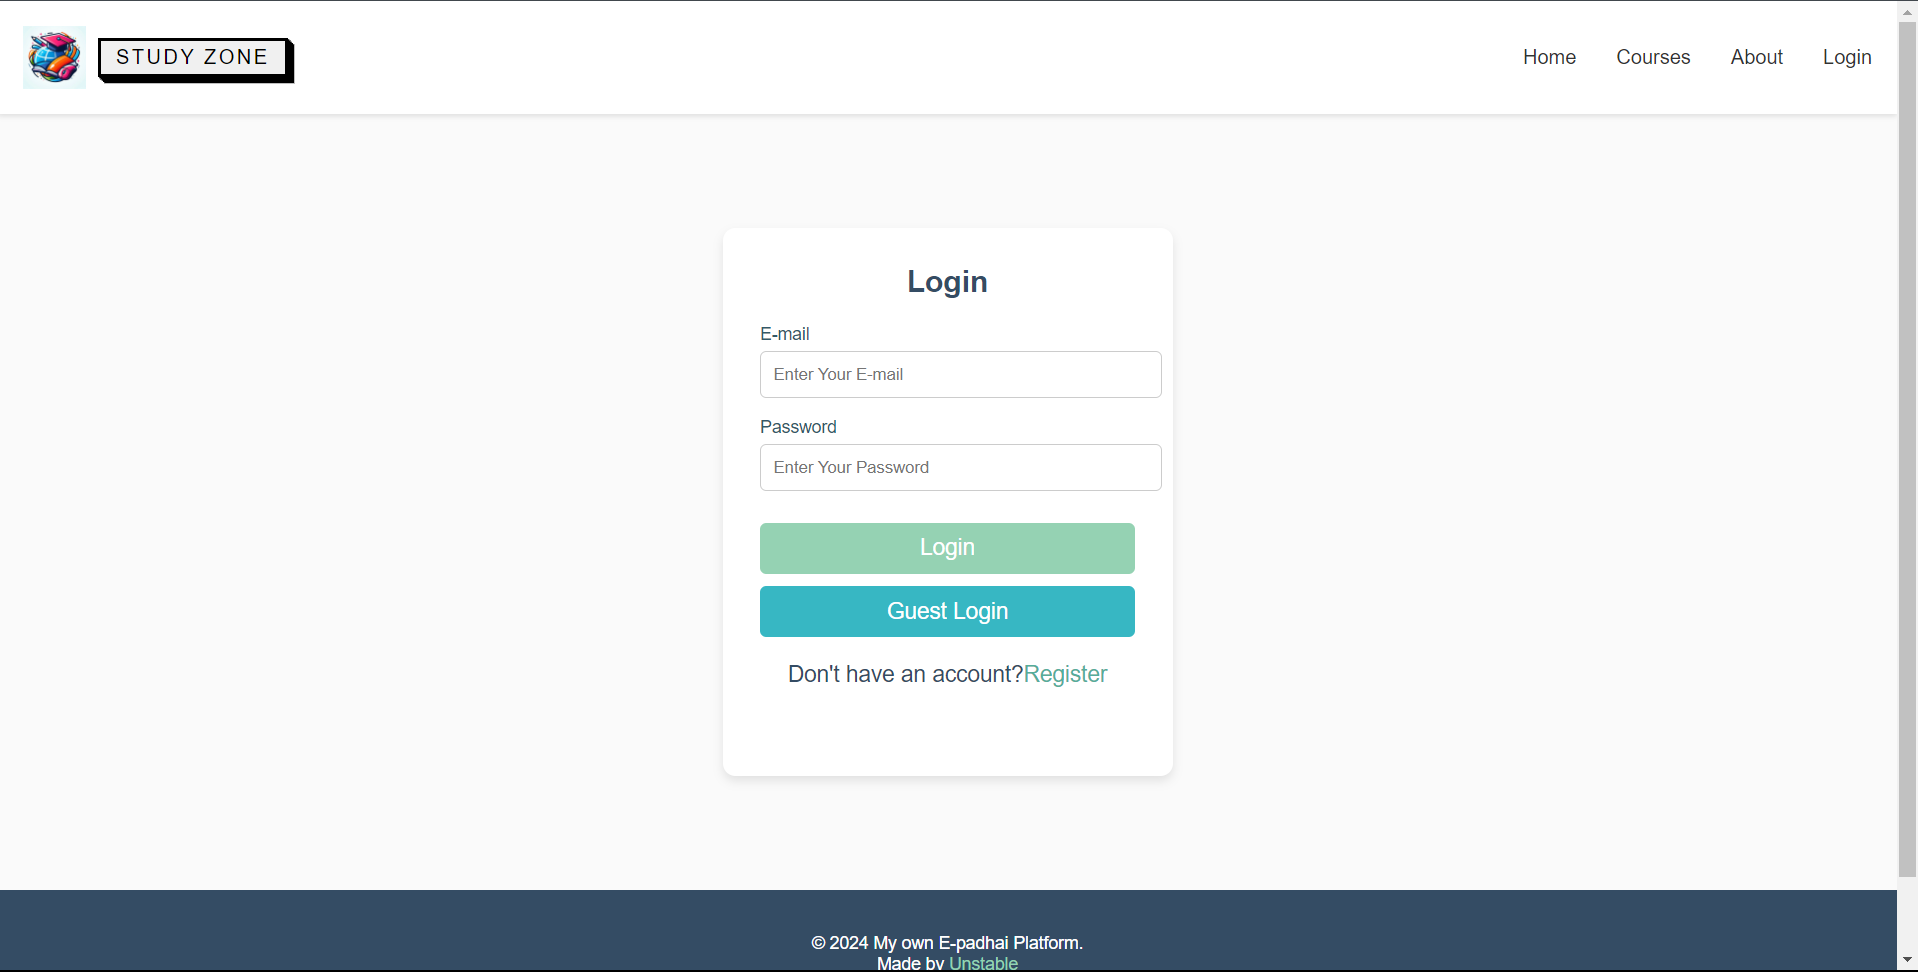 STUDY ZONE
Home Courses About Login
Login
E-mail
Enter Your E-mail
Password
Enter Your Password
Login
Guest Login
Don't have an account?Register
© 2024 My own E-padhai Platform.
Made by Unstable